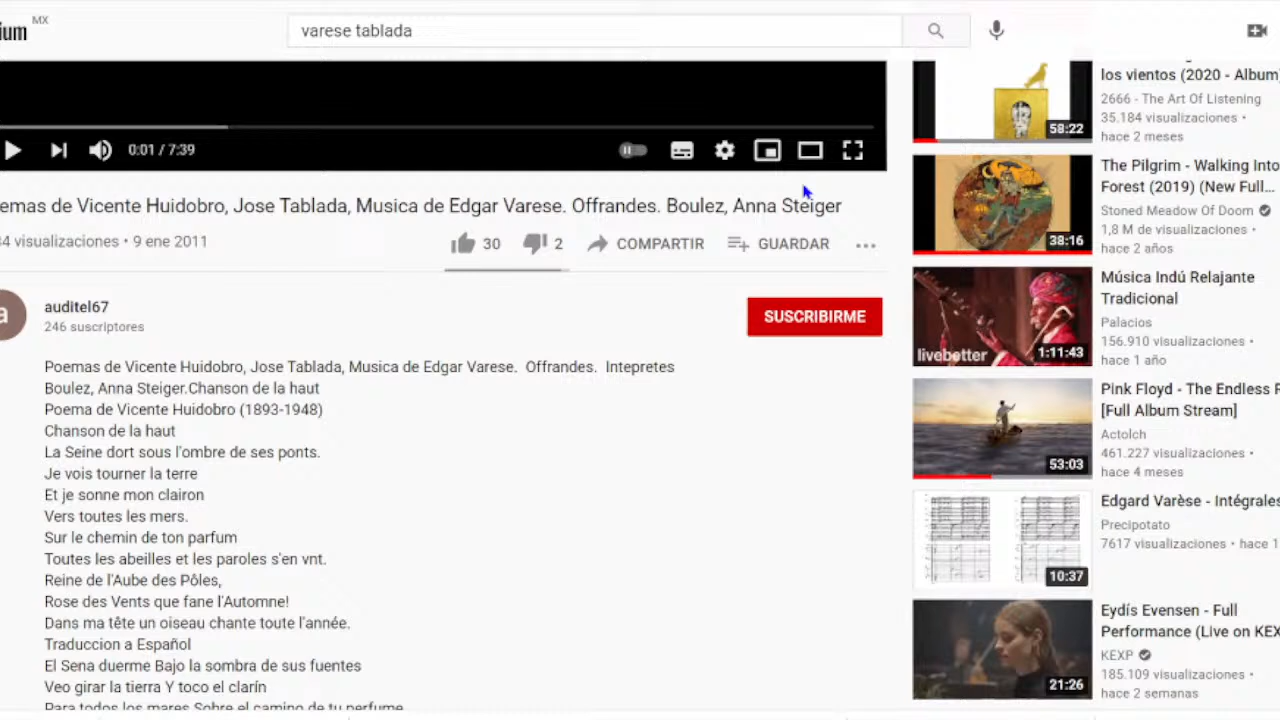 ium MX
varese tablada
0:01 / 7:39
emas de Vicente Huidobro, Jose Tablada, Musica de Edgar Varese. Offrandes. Boulez, Anna Steiger
4 visualizaciones • 9 ene 2011
30
2
COMPARTIR
GUARDAR
a
auditel67
246 suscriptores
SUSCRIBIRME
Poemas de Vicente Huidobro, Jose Tablada, Musica de Edgar Varese. Offrandes. Intepretes
Boulez, Anna Steiger.Chanson de la haut
Poema de Vicente Huidobro (1893-1948)
Chanson de la haut
La Seine dort sous l'ombre de ses ponts.
Je vois tourner la terre
Et je sonne mon clairon
Vers toutes les mers.
Sur le chemin de ton parfum
Toutes les abeilles et les paroles s'en vnt.
Reine de l'Aube des Pôles,
Rose des Vents que fane l'Automne!
Dans ma tête un oiseau chante toute l'année.
Traduccion a Español
El Sena duerme Bajo la sombra de sus fuentes
Veo girar la tierra Y toco el clarín
Para todos los mares Sobre el camino de tu perfume
58:22
los vientos (2020 - Album)
2666 - The Art Of Listening
35.184 visualizaciones •
hace 2 meses
38:16
The Pilgrim - Walking Into
Forest (2019) (New Full...
Stoned Meadow Of Doom
1,8 M de visualizaciones •
hace 2 años
livebetter
1:11:43
Música Indú Relajante
Tradicional
Palacios
156.910 visualizaciones •
hace 1 año
53:03
Pink Floyd - The Endless R
[Full Album Stream]
Actolch
461.227 visualizaciones •
hace 4 meses
10:37
Edgard Varèse - Intégrales
Precipotato
7617 visualizaciones • hace 1
21:26
Eydís Evensen - Full
Performance (Live on KEX
KEXP
185.109 visualizaciones •
hace 2 semanas